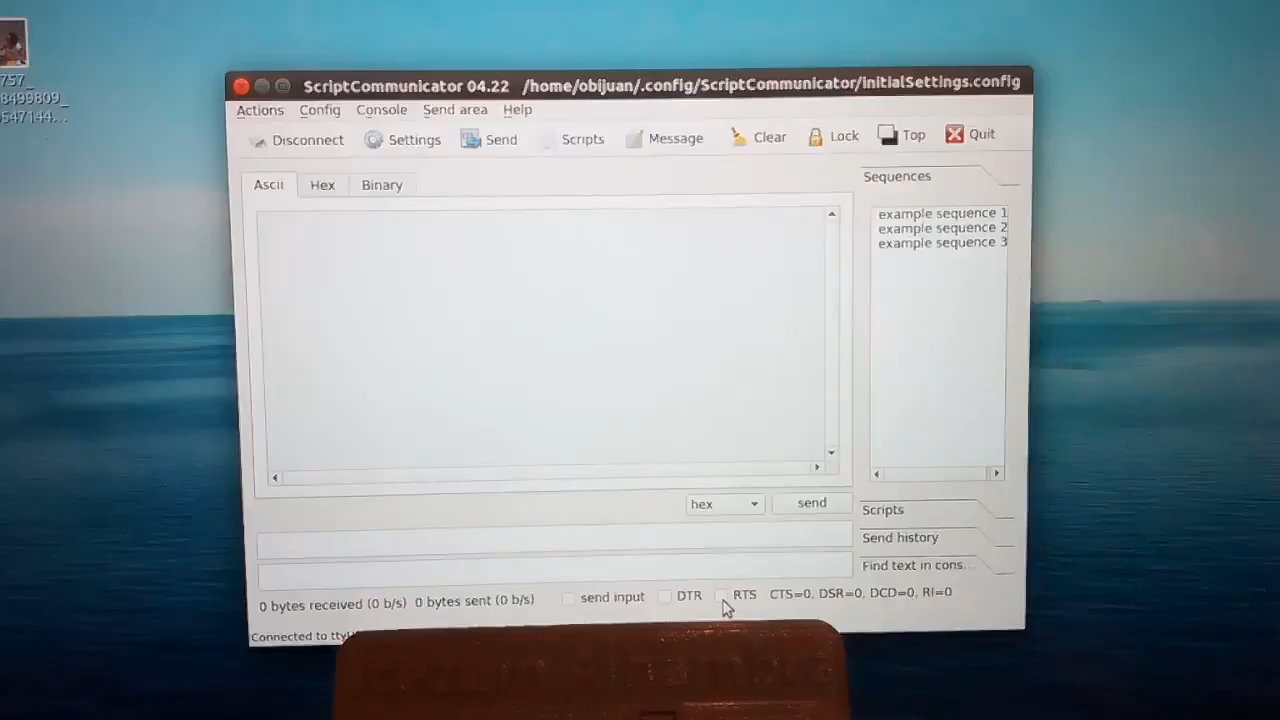 757_
8499809_
547144...
ScriptCommunicator 04.22 /home/obijuan/.config/ScriptCommunicator/initialSettings.config
Actions Config Console Send area Help
Disconnect Settings Send Scripts Message Clear Lock Top Quit
Ascii Hex Binary
Sequences
example sequence 1
example sequence 2
example sequence 3
hex send
Scripts
Send history
Find text in cons...
0 bytes received (0 b/s) 0 bytes sent (0 b/s) send input DTR RTS CTS=0, DSR=0, DCD=0, RI=0
Connected to